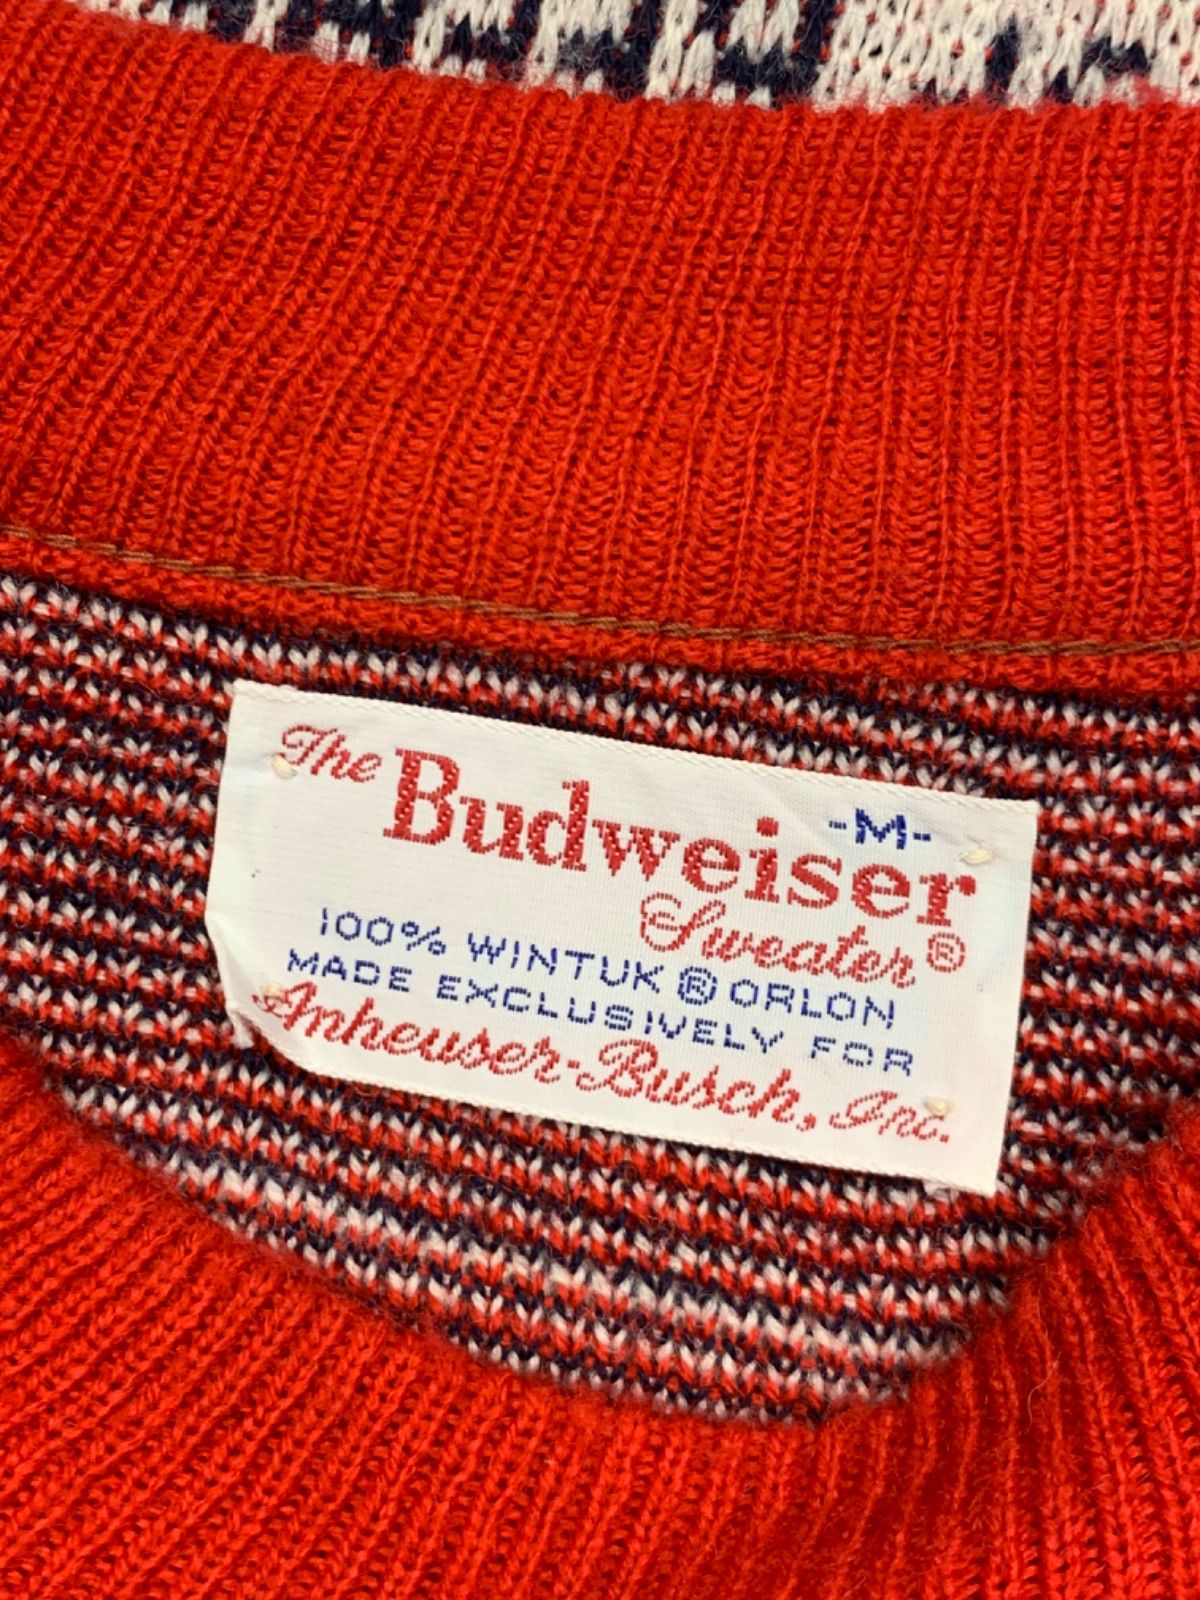 The Budweiser -M-
Sweater®
100% WINTUK ® ORLON
MADE EXCLUSIVELY FOR
Anheuser-Busch, Inc.